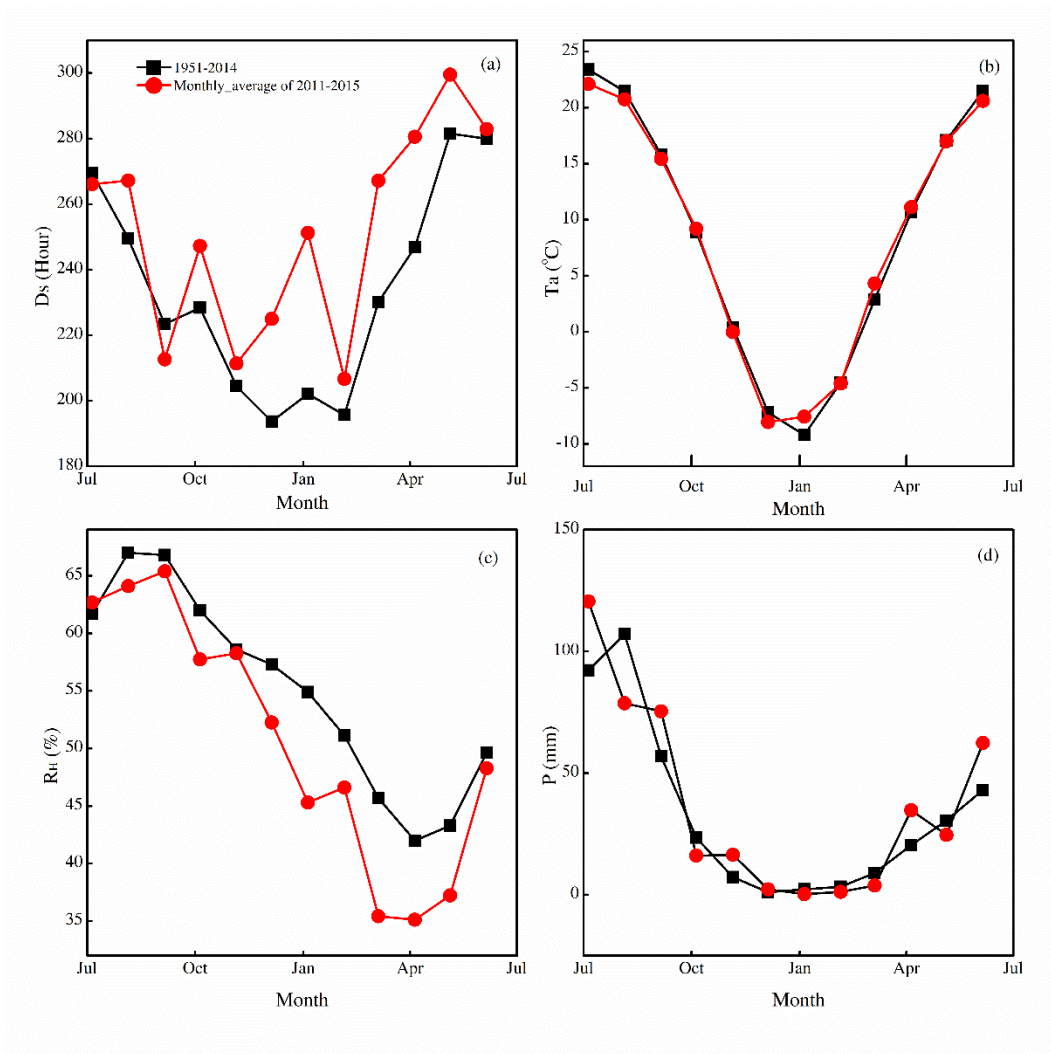 (a)
1951-2014
Monthly_average of 2011-2015
300
280
260
240
220
200
180
Ds (Hour)
Jul Oct Jan Apr Jul
Month
(b)
25
20
15
10
5
0
-5
-10
Ta (°C)
Jul Oct Jan Apr Jul
Month
(c)
65
60
55
50
45
40
35
RH (%)
Jul Oct Jan Apr Jul
Month
(d)
150
100
50
0
P (mm)
Jul Oct Jan Apr Jul
Month